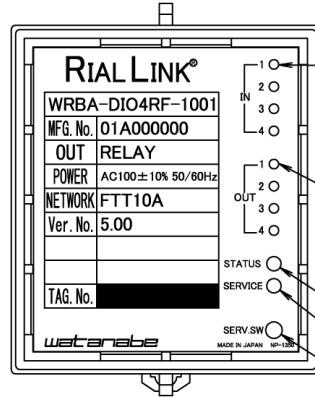 RIAL LINK®
WRBA-DIO4RF-1001
MFG. No. 01A000000
OUT RELAY
POWER AC100±10% 50/60Hz
NETWORK FTT10A
Ver. No. 5.00
TAG. No.
watanabe
IN
1
2
3
4
OUT
1
2
3
4
STATUS
SERVICE
SERV.SW
MADE IN JAPAN NP-1350